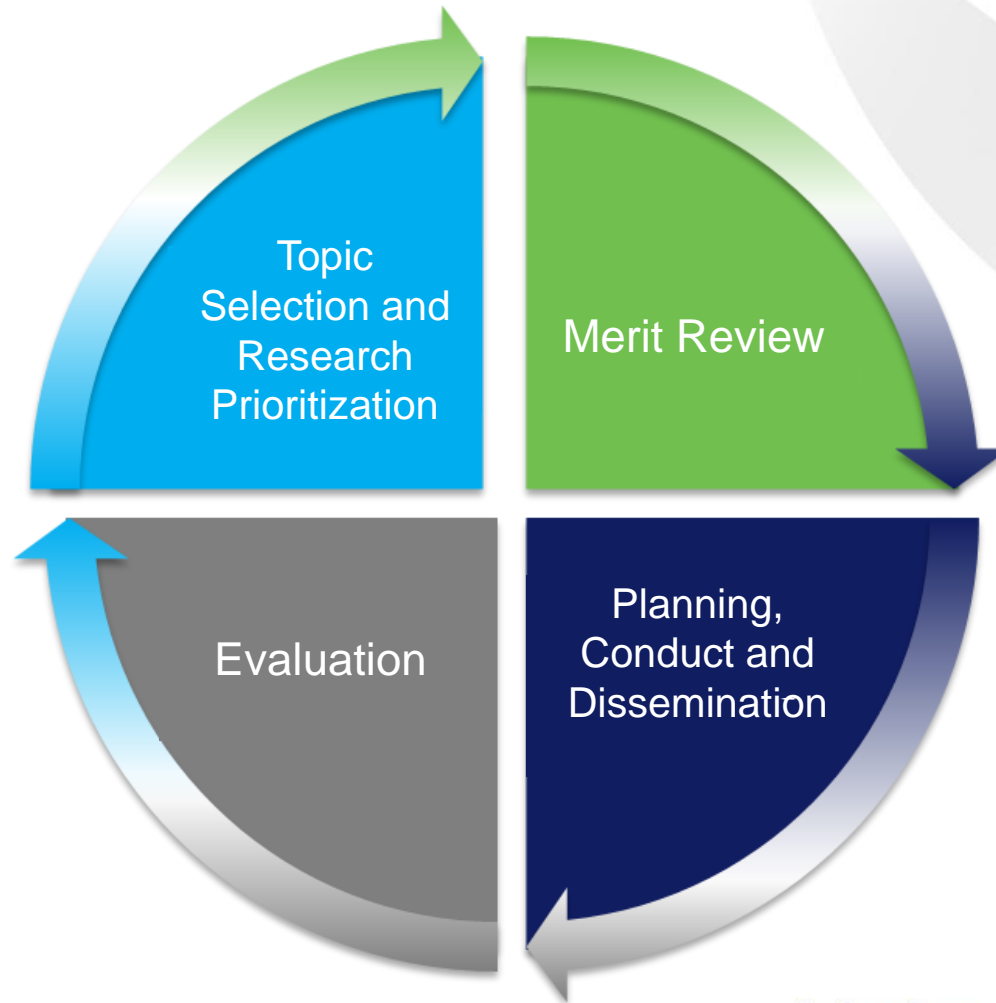 Topic
Selection and
Research
Prioritization
Merit Review
Planning,
Conduct and
Dissemination
Evaluation